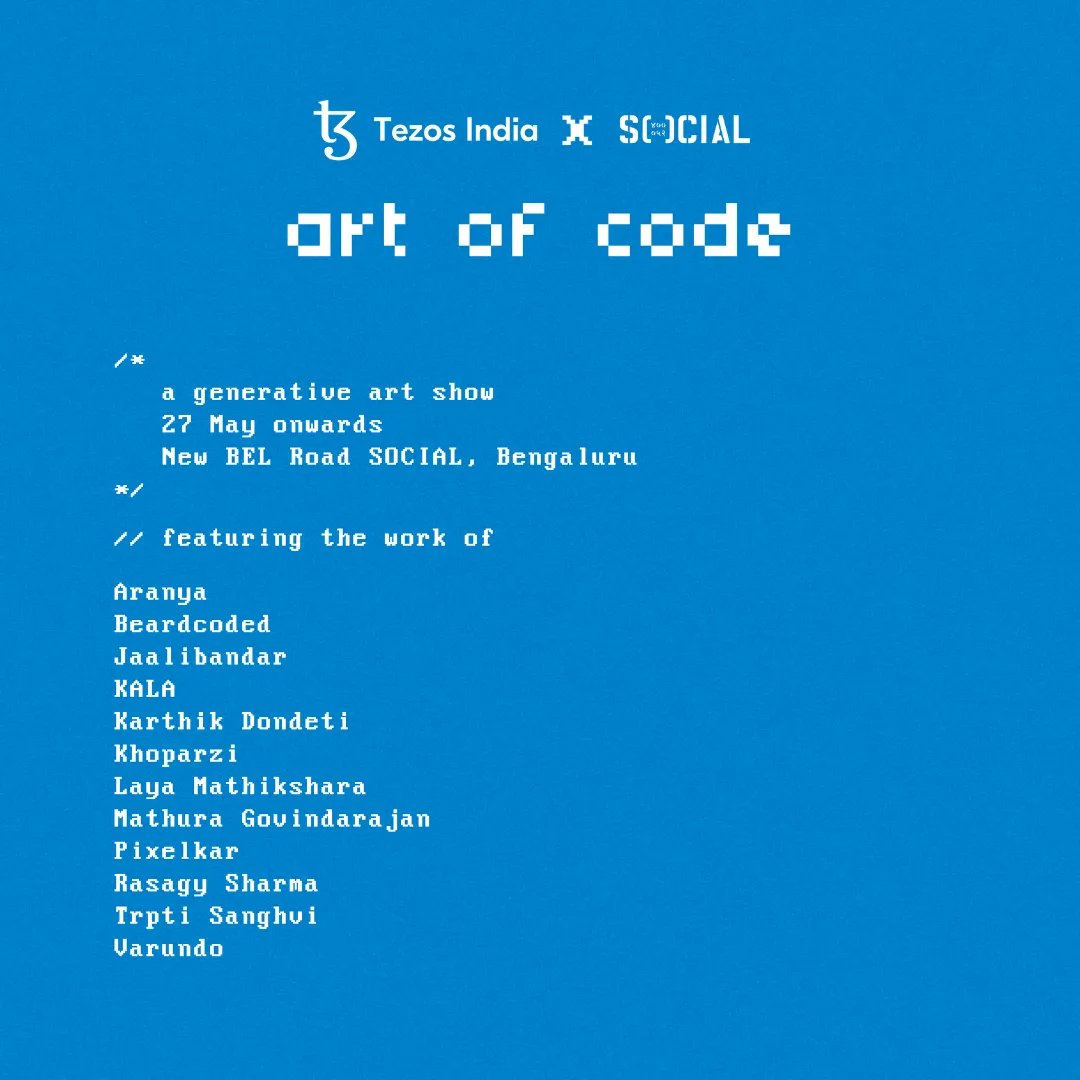 Tezos India X SOCIAL
art of code
/*
a generative art show
27 May onwards
New BEL Road SOCIAL, Bengaluru
*/
// featuring the work of
Aranya
Beardcoded
Jaalibandar
KALA
Karthik Dondeti
Khoparzi
Laya Mathikshara
Mathura Govindarajan
Pixelkar
Rasagy Sharma
Trpti Sanghvi
Varundo